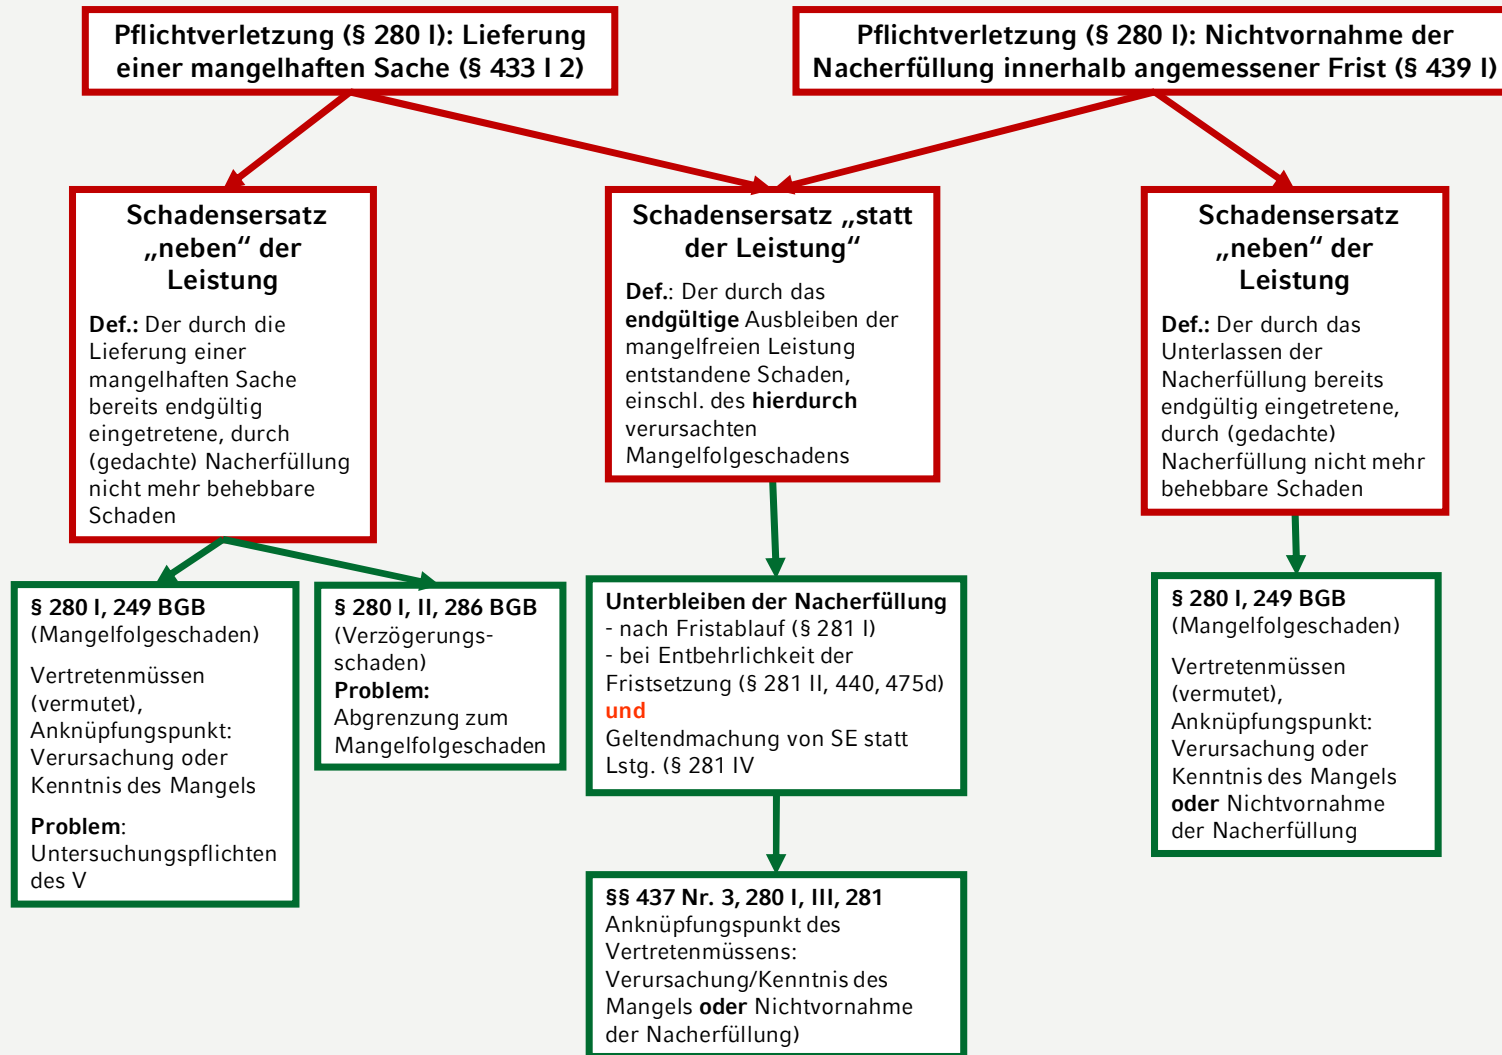 Pflichtverletzung (§ 280 I): Lieferung
einer mangelhaften Sache (§ 433 I 2)
Pflichtverletzung (§ 280 I): Nichtvornahme der
Nacherfüllung innerhalb angemessener Frist (§ 439 I)
Schadensersatz
„neben“ der
Leistung
Def.: Der durch die
Lieferung einer
mangelhaften Sache
bereits endgültig
eingetretene, durch
(gedachte) Nacherfüllung
nicht mehr behebbare
Schaden
Schadensersatz „statt
der Leistung“
Def.: Der durch das
endgültige Ausbleiben der
mangelfreien Leistung
entstandene Schaden,
einschl. des hierdurch
verursachten
Mangelfolgeschadens
Schadensersatz
„neben“ der
Leistung
Def.: Der durch das
Unterlassen der
Nacherfüllung bereits
endgültig eingetretene,
durch (gedachte)
Nacherfüllung nicht mehr
behebbare Schaden
§ 280 I, 249 BGB
(Mangelfolgeschaden)
Vertretenmüssen
(vermutet),
Anknüpfungspunkt:
Verursachung oder
Kenntnis des Mangels
Problem:
Untersuchungspflichten
des V
§ 280 I, II, 286 BGB
(Verzögerungs-
schaden)
Problem:
Abgrenzung zum
Mangelfolgeschaden
Unterbleiben der Nacherfüllung
- nach Fristablauf (§ 281 I)
- bei Entbehrlichkeit der
Fristsetzung (§ 281 II, 440, 475d)
und
Geltendmachung von SE statt
Lstg. (§ 281 IV
§ 280 I, 249 BGB
(Mangelfolgeschaden)
Vertretenmüssen
(vermutet),
Anknüpfungspunkt:
Verursachung oder
Kenntnis des Mangels
oder Nichtvornahme
der Nacherfüllung
§§ 437 Nr. 3, 280 I, III, 281
Anknüpfungspunkt des
Vertretenmüssens:
Verursachung/Kenntnis des
Mangels oder Nichtvornahme
der Nacherfüllung)